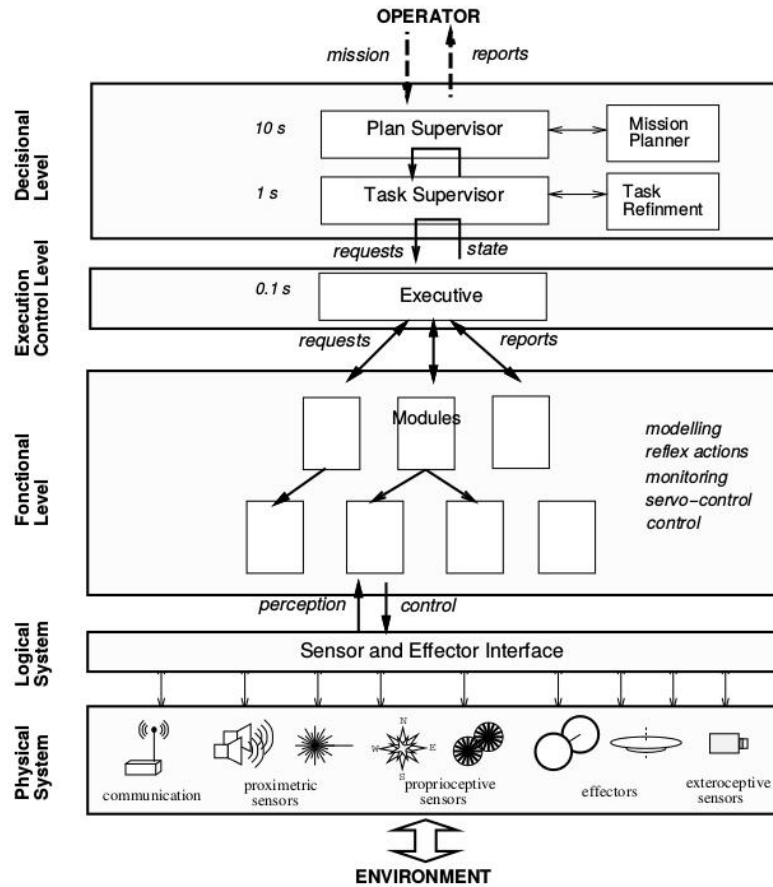 OPERATOR
mission
reports
Decisional
Level
10 s
Plan Supervisor
Mission
Planner
1 s
Task Supervisor
Task
Refinment
requests
state
Execution
Control Level
0.1 s
Executive
requests
reports
Fonctional
Level
Modules
modelling
reflex actions
monitoring
servo-control
control
perception
control
Logical
System
Sensor and Effector Interface
Physical
System
N
W
E
S
communication
proximetric
sensors
proprioceptive
sensors
effectors
exteroceptive
sensors
ENVIRONMENT